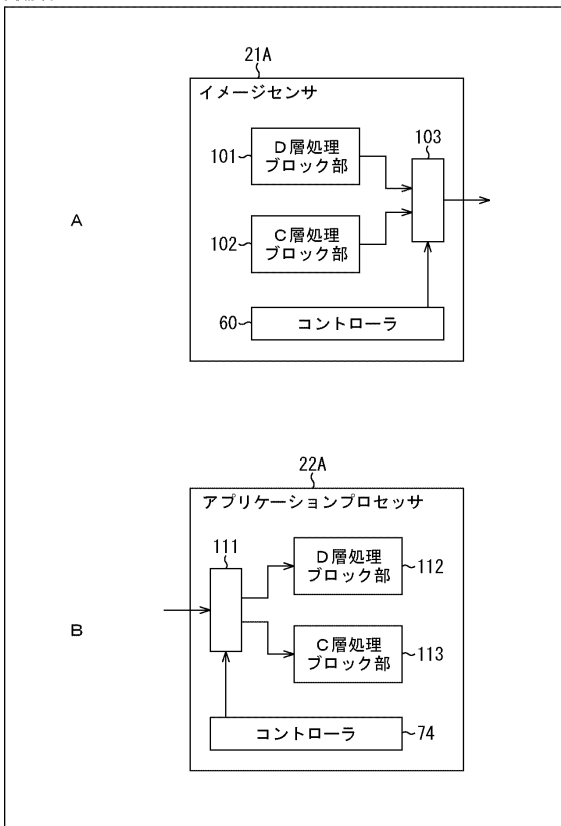 21A
イメージセンサ
103
D層処理
ブロック部
101
C層処理
ブロック部
102
A
コントローラ
60
22A
アプリケーションプロセッサ
111
D層処理
ブロック部
112
B
C層処理
ブロック部
113
コントローラ
74